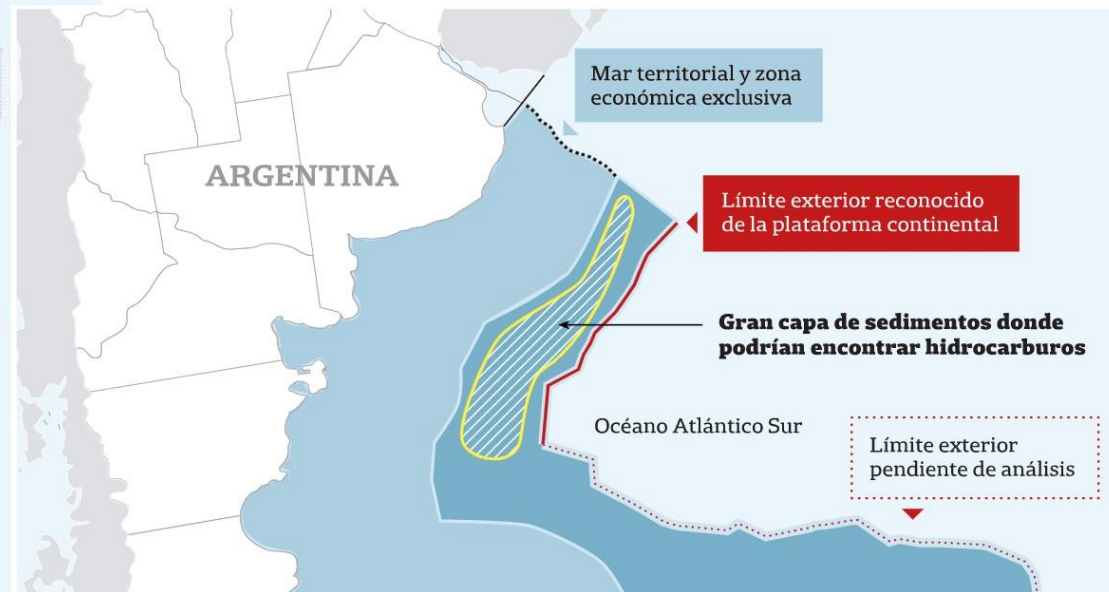 Mar territorial y zona
económica exclusiva
ARGENTINA
Límite exterior reconocido
de la plataforma continental
Gran capa de sedimentos donde
podrían encontrar hidrocarburos
Océano Atlántico Sur
Límite exterior
pendiente de análisis